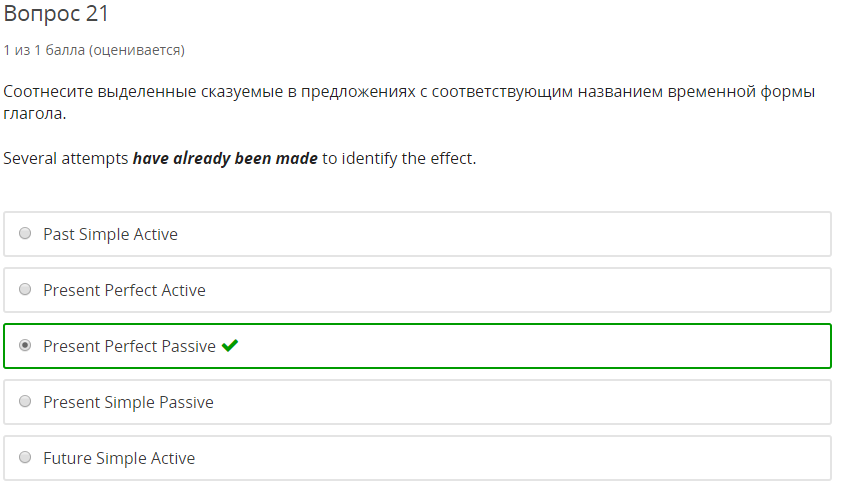 Вопрос 21
1 из 1 балла (оценивается)
Соотнесите выделенные сказуемые в предложениях с соответствующим названием временной формы
глагола.
Several attempts have already been made to identify the effect.
Past Simple Active
Present Perfect Active
Present Perfect Passive
Present Simple Passive
Future Simple Active